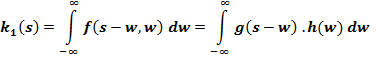 k₁(s) = ∫_{-∞}^{∞} f(s − w, w) dw = ∫_{-∞}^{∞} g(s − w) .h(w) dw